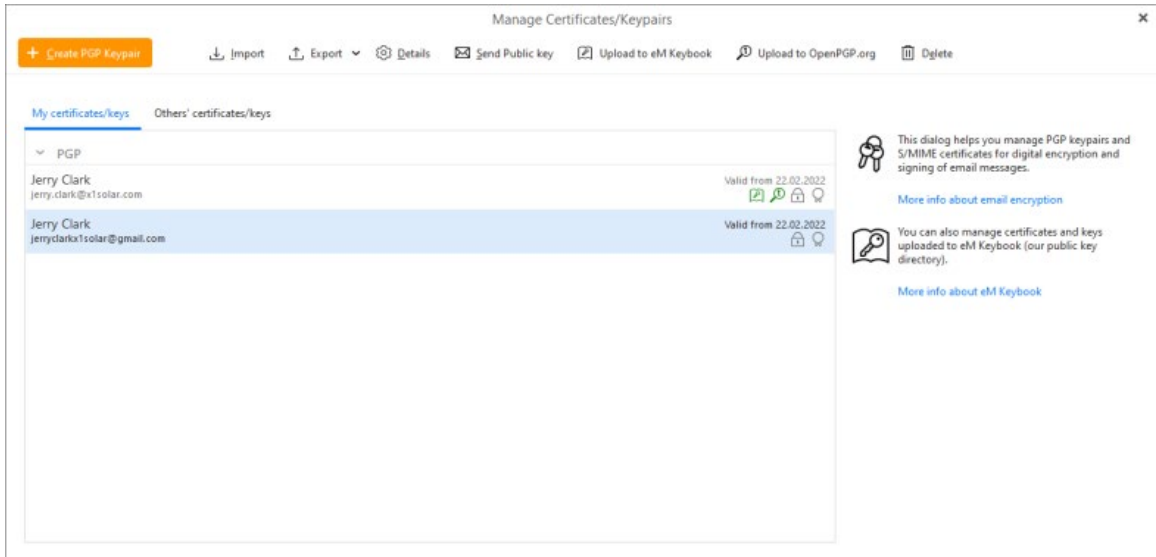 Manage Certificates/Keypairs
Create PGP Keypair
Import
Export
Details
Send Public key
Upload to eM Keybook
Upload to OpenPGP.org
Delete
My certificates/keys
Others' certificates/keys
PGP
Jerry Clark
Valid from 22.02.2022
jerry.clark@x1solar.com
Jerry Clark
Valid from 22.02.2022
jerryclarkx1solar@gmail.com
This dialog helps you manage PGP keypairs and
S/MIME certificates for digital encryption and
signing of email messages.
More info about email encryption
You can also manage certificates and keys
uploaded to eM Keybook (our public key
directory).
More info about eM Keybook